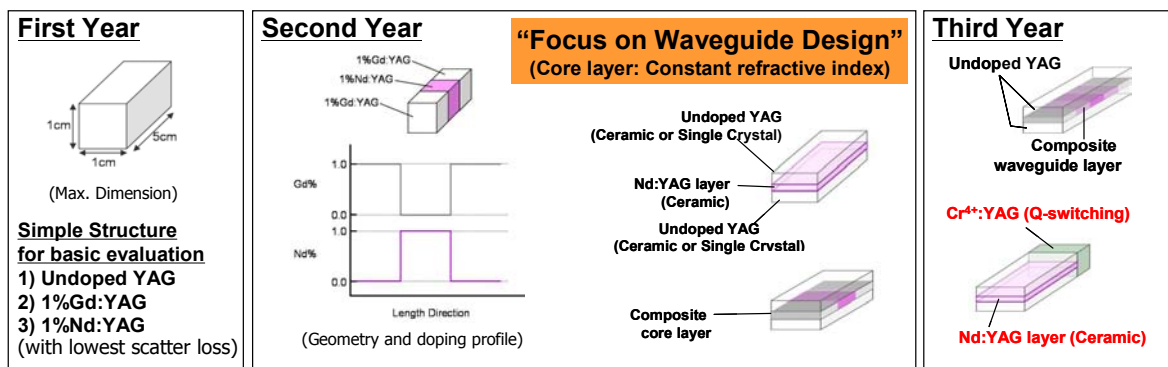 First Year
1cm
1cm
5cm
(Max. Dimension)
Simple Structure
for basic evaluation
1) Undoped YAG
2) 1%Gd:YAG
3) 1%Nd:YAG
(with lowest scatter loss)
Second Year
1%Gd:YAG
1%Nd:YAG
1%Gd:YAG
1.0
Gd%
0.0
1.0
Nd%
0.0
Length Direction
(Geometry and doping profile)
“Focus on Waveguide Design”
(Core layer: Constant refractive index)
Undoped YAG
(Ceramic or Single Crystal)
Nd:YAG layer
(Ceramic)
Undoped YAG
(Ceramic or Single Crystal)
Composite
core layer
Third Year
Undoped YAG
Composite
waveguide layer
Cr⁴⁺:YAG (Q-switching)
Nd:YAG layer (Ceramic)